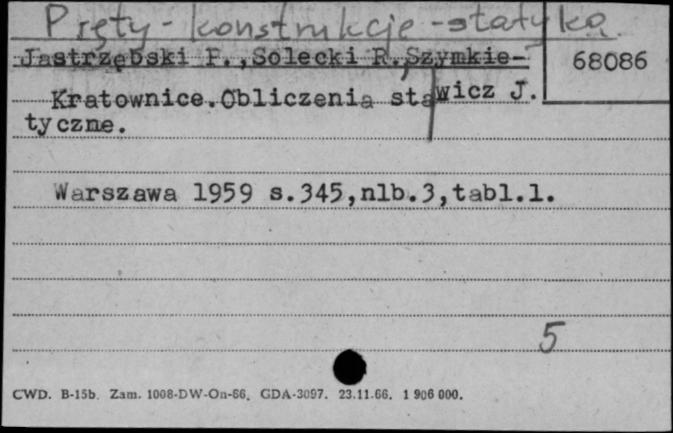 Pręty - konstrukcje - statyka
Jastrzębski P., Solecki R, Szymkie-
68086
Kratownice. Obliczenia sta
wicz J.
tyczne.
Warszawa 1959 s.345,nlb.3,tabl.1.
5
CWD. B-15b. Zam. 1008-DW-On-66. GDA-3097. 23.11.66. 1 906 000.